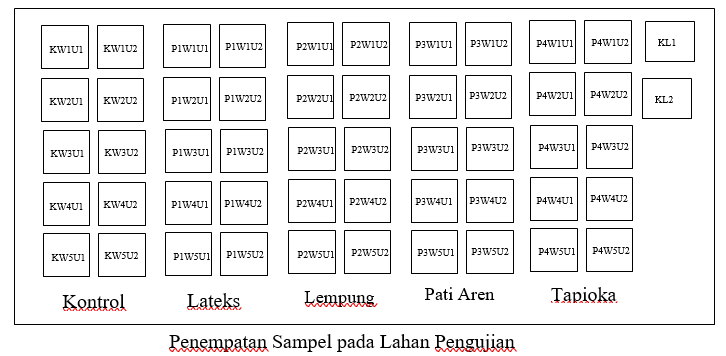 KW1U1 KW1U2 P1W1U1 P1W1U2 P2W1U1 P2W1U2 P3W1U1 P3W1U2 P4W1U1 P4W1U2 KL1
KW2U1 KW2U2 P1W2U1 P1W2U2 P2W2U1 P2W2U2 P3W2U1 P3W2U2 P4W2U1 P4W2U2 KL2
KW3U1 KW3U2 P1W3U1 P1W3U2 P2W3U1 P2W3U2 P3W3U1 P3W3U2 P4W3U1 P4W3U2
KW4U1 KW4U2 P1W4U1 P1W4U2 P2W4U1 P2W4U2 P3W4U1 P3W4U2 P4W4U1 P4W4U2
KW5U1 KW5U2 P1W5U1 P1W5U2 P2W5U1 P2W5U2 P3W5U1 P3W5U2 P4W5U1 P4W5U2
Kontrol Lateks Lempung Pati Aren Tapioka
Penempatan Sampel pada Lahan Pengujian